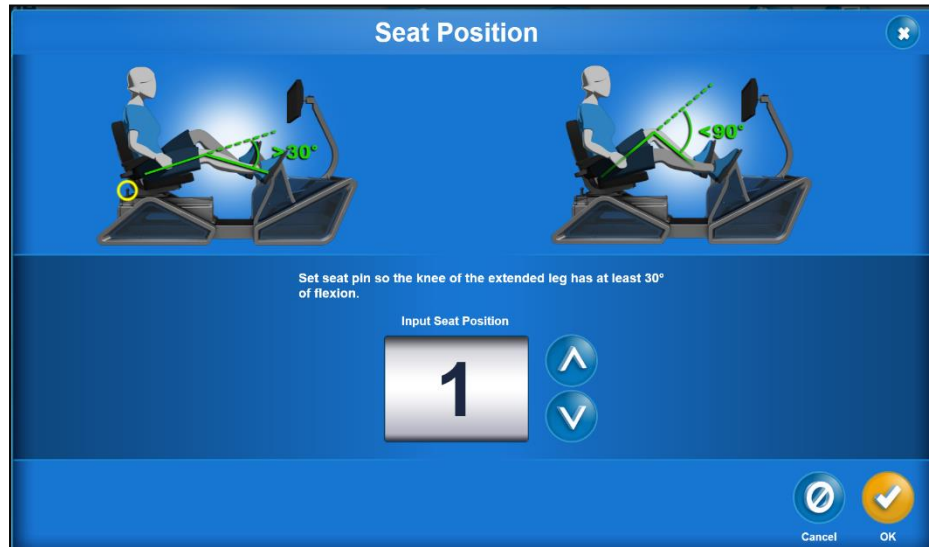 Seat Position
>30°
<90°
Set seat pin so the knee of the extended leg has at least 30°
of flexion.
Input Seat Position
1
Cancel
OK